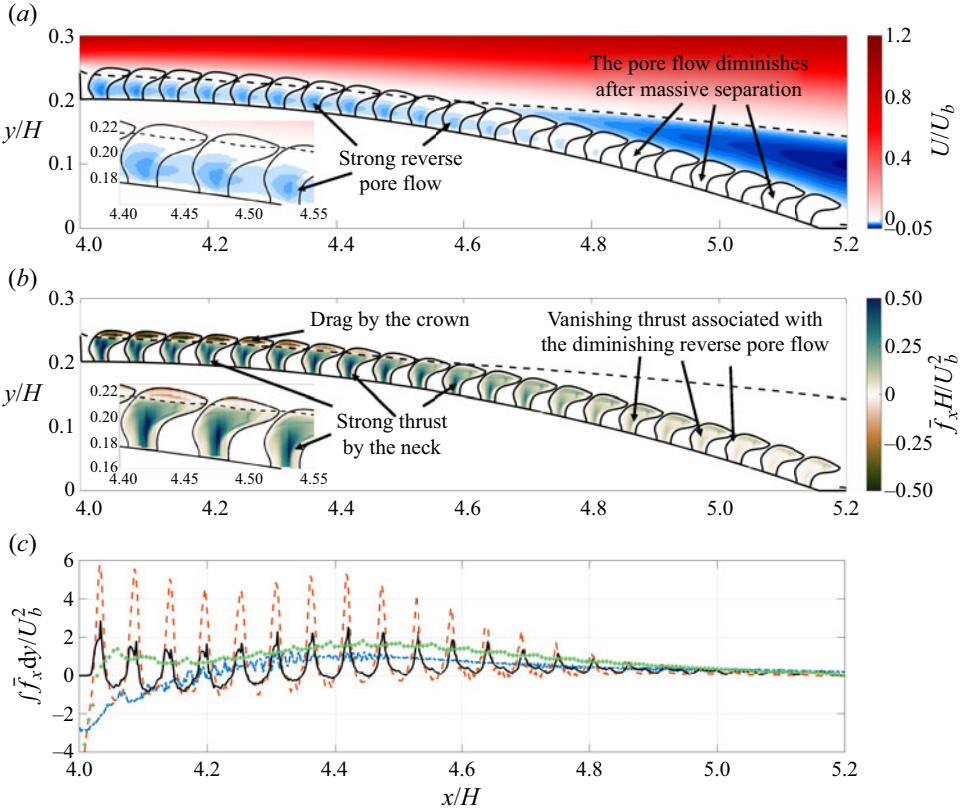 (a)
0.3
0.2
y/H
0.1
0
0.22
0.20
0.18
4.40 4.45 4.50 4.55
The pore flow diminishes
after massive separation
Strong reverse
pore flow
4.0 4.2 4.4 4.6 4.8 5.0 5.2
1.2
0.8
0.4
0
–0.05
U/U_b
(b)
0.3
0.2
y/H
0.1
0
0.22
0.20
0.18
0.16
4.40 4.45 4.50 4.55
Drag by the crown
Strong thrust
by the neck
Vanishing thrust associated with
the diminishing reverse pore flow
4.0 4.2 4.4 4.6 4.8 5.0 5.2
0.50
0.25
0
–0.25
–0.50
f̄_x H/U_b^2
(c)
6
4
2
0
–2
–4
∫f̄_x dy/U_b^2
4.0 4.2 4.4 4.6 4.8 5.0 5.2
x/H